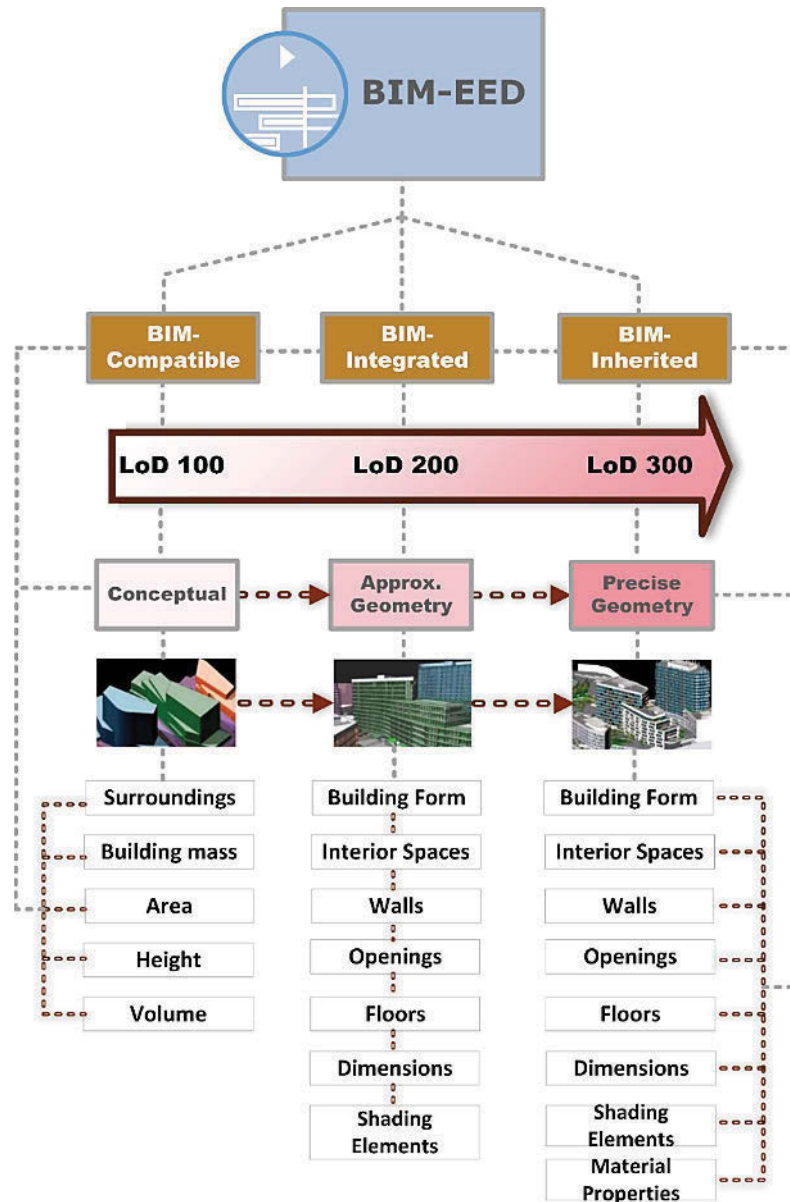 BIM-EED
BIM-
Compatible
BIM-
Integrated
BIM-
Inherited
LoD 100
LoD 200
LoD 300
Conceptual
Approx.
Geometry
Precise
Geometry
Surroundings
Building mass
Area
Height
Volume
Building Form
Interior Spaces
Walls
Openings
Floors
Dimensions
Shading
Elements
Building Form
Interior Spaces
Walls
Openings
Floors
Dimensions
Shading
Elements
Material
Properties